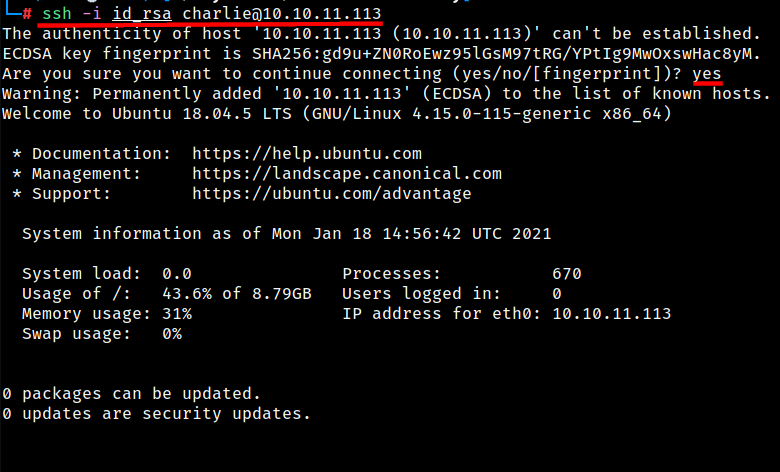 # ssh -i id_rsa charlie@10.10.11.113
The authenticity of host '10.10.11.113 (10.10.11.113)' can't be established.
ECDSA key fingerprint is SHA256:gd9u+ZN0RoEwz95lGsM97tRG/YPtIg9MwOxswHac8yM.
Are you sure you want to continue connecting (yes/no/[fingerprint])? yes
Warning: Permanently added '10.10.11.113' (ECDSA) to the list of known hosts.
Welcome to Ubuntu 18.04.5 LTS (GNU/Linux 4.15.0-115-generic x86_64)
* Documentation: https://help.ubuntu.com
* Management: https://landscape.canonical.com
* Support: https://ubuntu.com/advantage
System information as of Mon Jan 18 14:56:42 UTC 2021
System load: 0.0 Processes: 670
Usage of /: 43.6% of 8.79GB Users logged in: 0
Memory usage: 31% IP address for eth0: 10.10.11.113
Swap usage: 0%
0 packages can be updated.
0 updates are security updates.